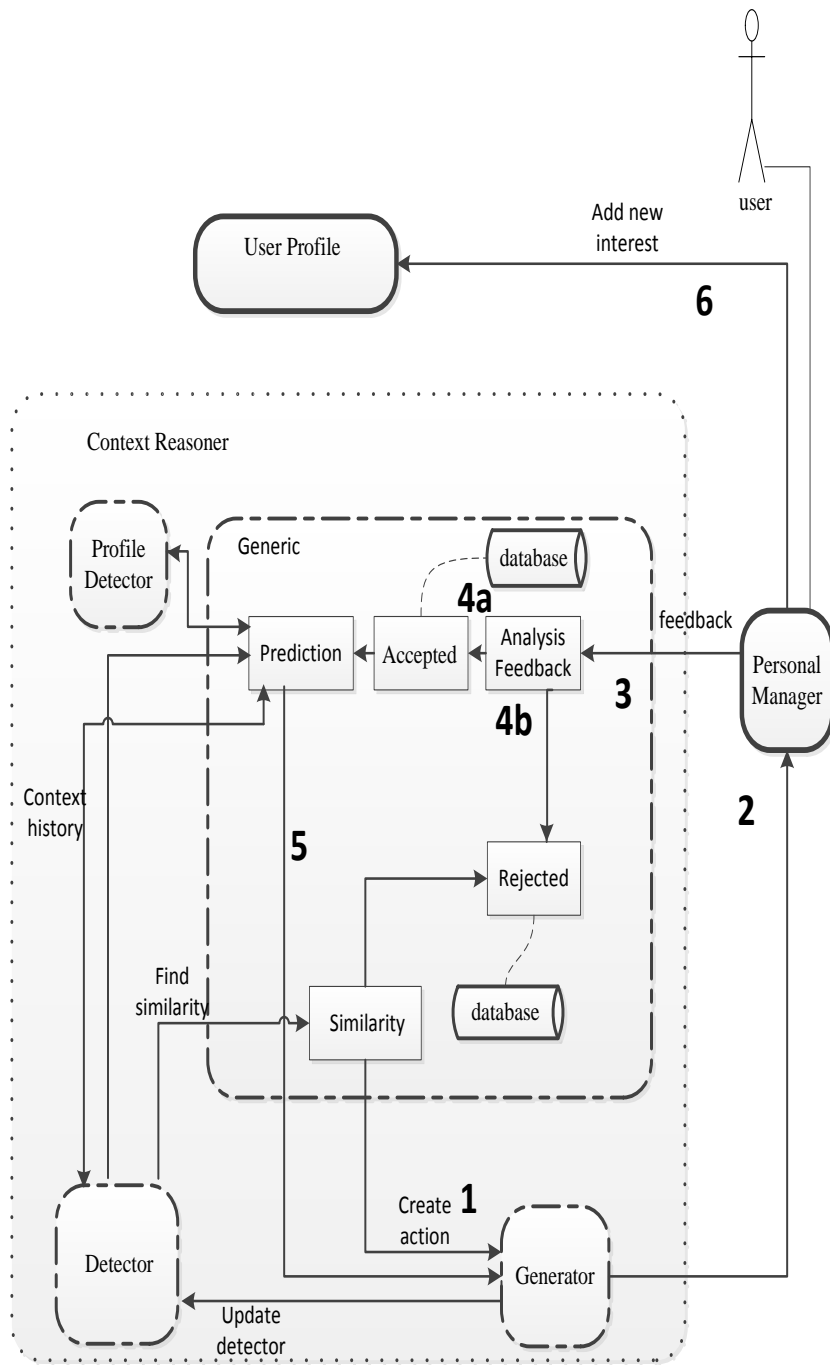 user
Add new
interest
User Profile
6
Context Reasoner
Generic
database
Profile
Detector
4a
feedback
Prediction
Accepted
Analysis
Feedback
Personal
Manager
3
4b
2
Context
history
5
Rejected
Find
similarity
Similarity
database
Create
action
1
Detector
Generator
Update
detector